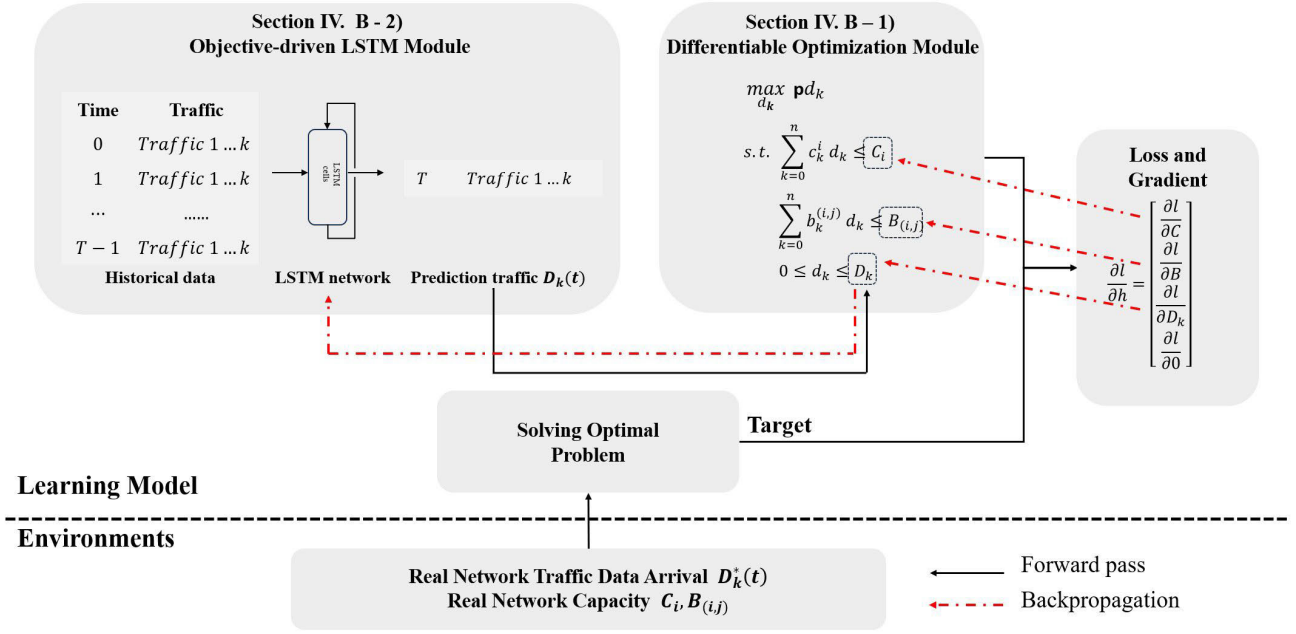 Section IV. B - 2)
Objective-driven LSTM Module
Time Traffic
0 Traffic 1 … k
1 Traffic 1 … k
… ……
T − 1 Traffic 1 … k
Historical data
LSTM cells
LSTM network
T Traffic 1 … k
Prediction traffic D_k(t)
Section IV. B – 1)
Differentiable Optimization Module
max_{d_k} p d_k
s.t. ∑_{k=0}^{n} c_k^i d_k ≤ C_i
∑_{k=0}^{n} b_k^{(i,j)} d_k ≤ B_{(i,j)}
0 ≤ d_k ≤ D_k
Loss and
Gradient
∂l/∂h = [∂l/∂C
∂l/∂B
∂l/∂D_k
∂l/∂0]
Solving Optimal
Problem
Target
Learning Model
Environments
Real Network Traffic Data Arrival D_k^*(t)
Real Network Capacity C_i, B_{(i,j)}
Forward pass
Backpropagation